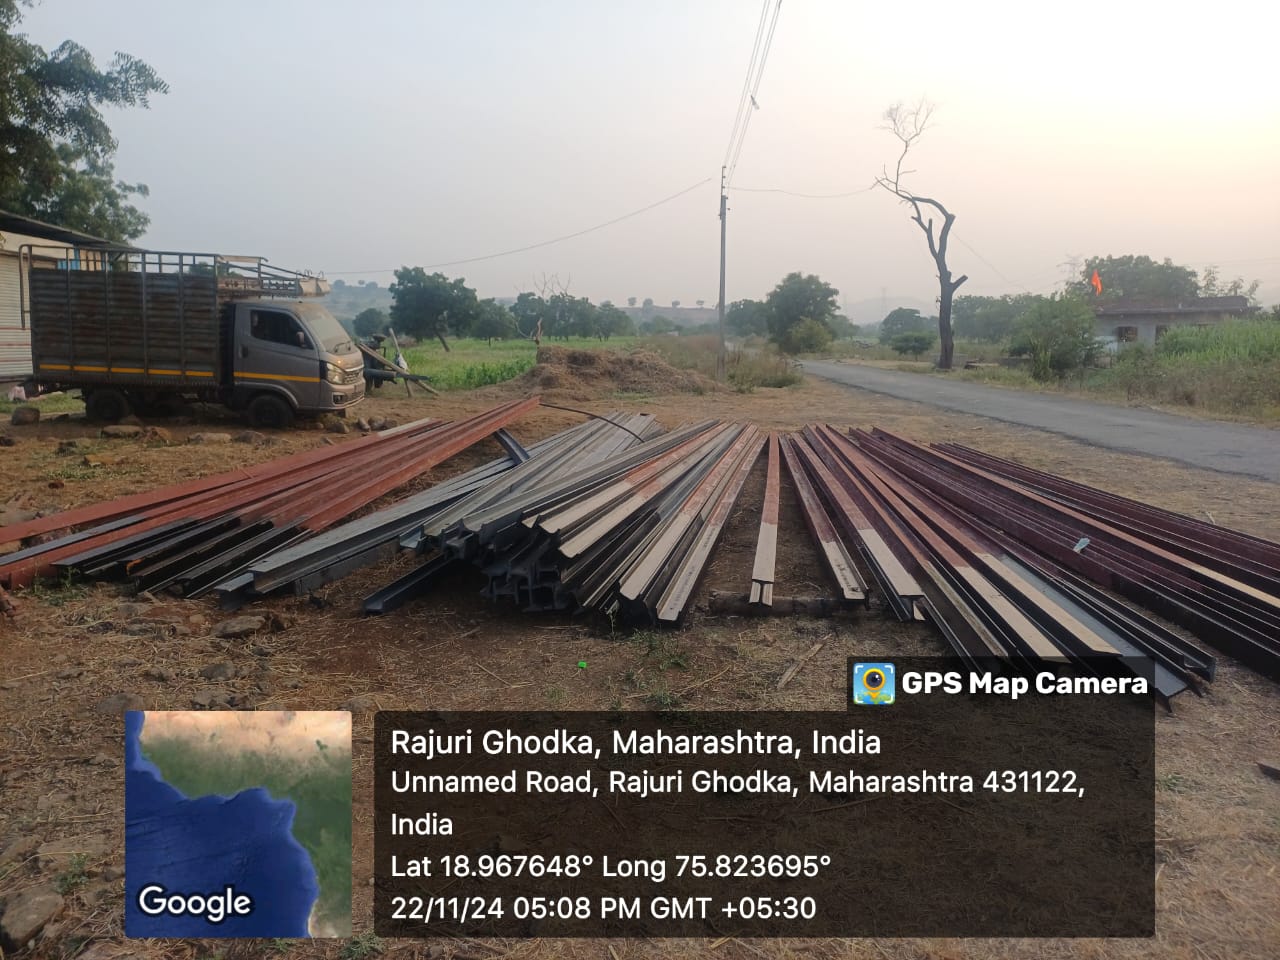 GPS Map Camera
Rajuri Ghodka, Maharashtra, India
Unnamed Road, Rajuri Ghodka, Maharashtra 431122,
India
Lat 18.967648° Long 75.823695°
22/11/24 05:08 PM GMT +05:30
Google